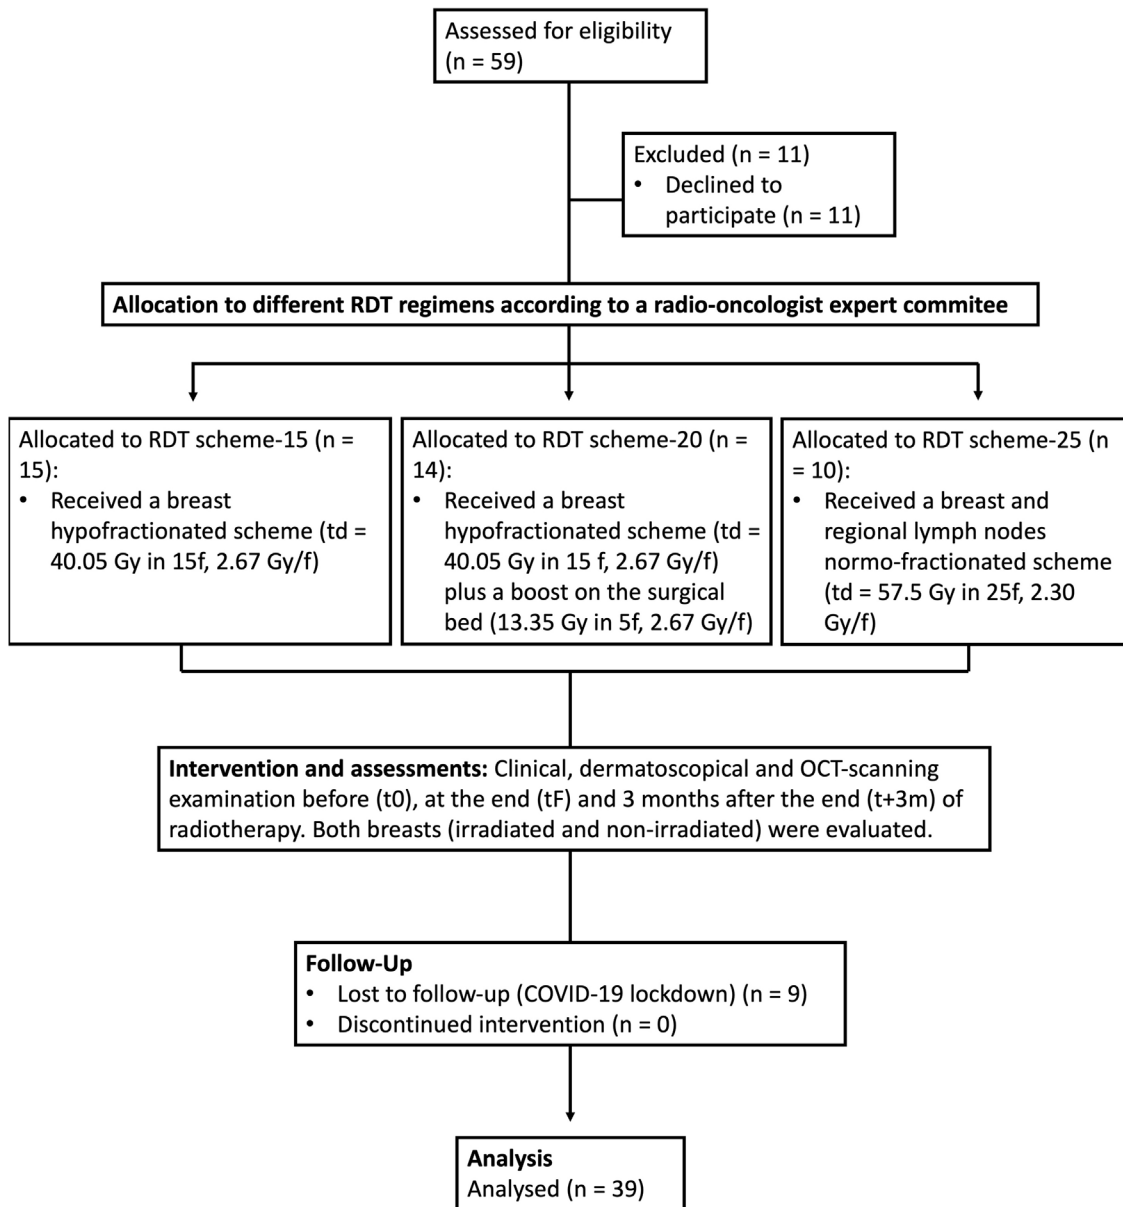 Assessed for eligibility
(n = 59)
Excluded (n = 11)
• Declined to
participate (n = 11)
Allocation to different RDT regimens according to a radio-oncologist expert commitee
Allocated to RDT scheme-15 (n =
15):
• Received a breast
hypofractionated scheme (td =
40.05 Gy in 15f, 2.67 Gy/f)
Allocated to RDT scheme-20 (n =
14):
• Received a breast
hypofractionated scheme (td =
40.05 Gy in 15 f, 2.67 Gy/f)
plus a boost on the surgical
bed (13.35 Gy in 5f, 2.67 Gy/f)
Allocated to RDT scheme-25 (n
= 10):
• Received a breast and
regional lymph nodes
normo-fractionated scheme
(td = 57.5 Gy in 25f, 2.30
Gy/f)
Intervention and assessments: Clinical, dermatoscopical and OCT-scanning
examination before (t0), at the end (tF) and 3 months after the end (t+3m) of
radiotherapy. Both breasts (irradiated and non-irradiated) were evaluated.
Follow-Up
• Lost to follow-up (COVID-19 lockdown) (n = 9)
• Discontinued intervention (n = 0)
Analysis
Analysed (n = 39)